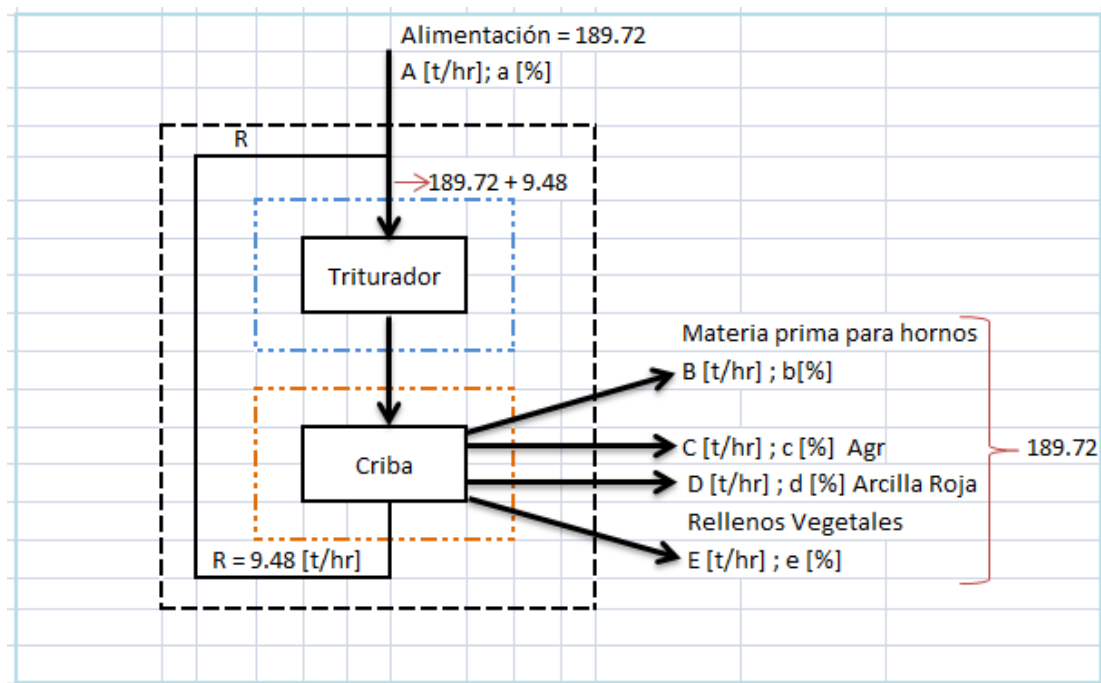 Alimentación = 189.72
A [t/hr]; a [%]
R
189.72 + 9.48
Triturador
Materia prima para hornos
B [t/hr] ; b[%]
Criba
C [t/hr] ; c [%] Agr
189.72
D [t/hr] ; d [%] Arcilla Roja
Rellenos Vegetales
R = 9.48 [t/hr]
E [t/hr] ; e [%]